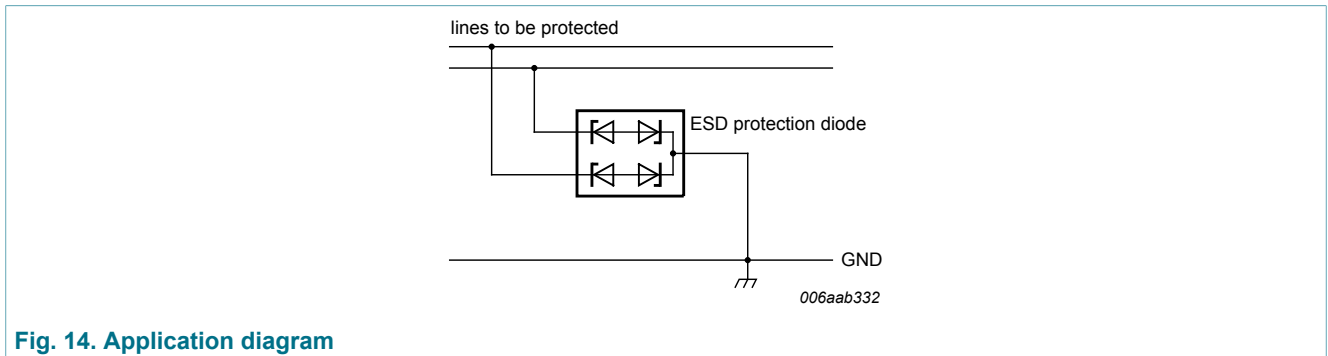 lines to be protected
ESD protection diode
GND
006aab332
Fig. 14. Application diagram